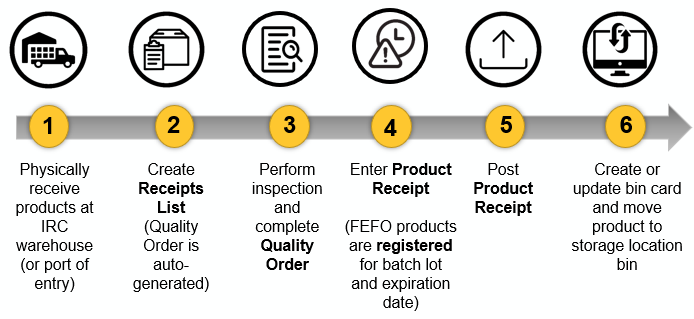 1
Physically
receive
products at
IRC
warehouse
(or port of
entry)
2
Create
Receipts
List
(Quality
Order is
auto-
generated)
3
Perform
inspection
and
complete
Quality
Order
4
Enter Product
Receipt
(FEFO products
are registered
for batch lot
and expiration
date)
5
Post
Product
Receipt
6
Create or
update bin card
and move
product to
storage location
bin